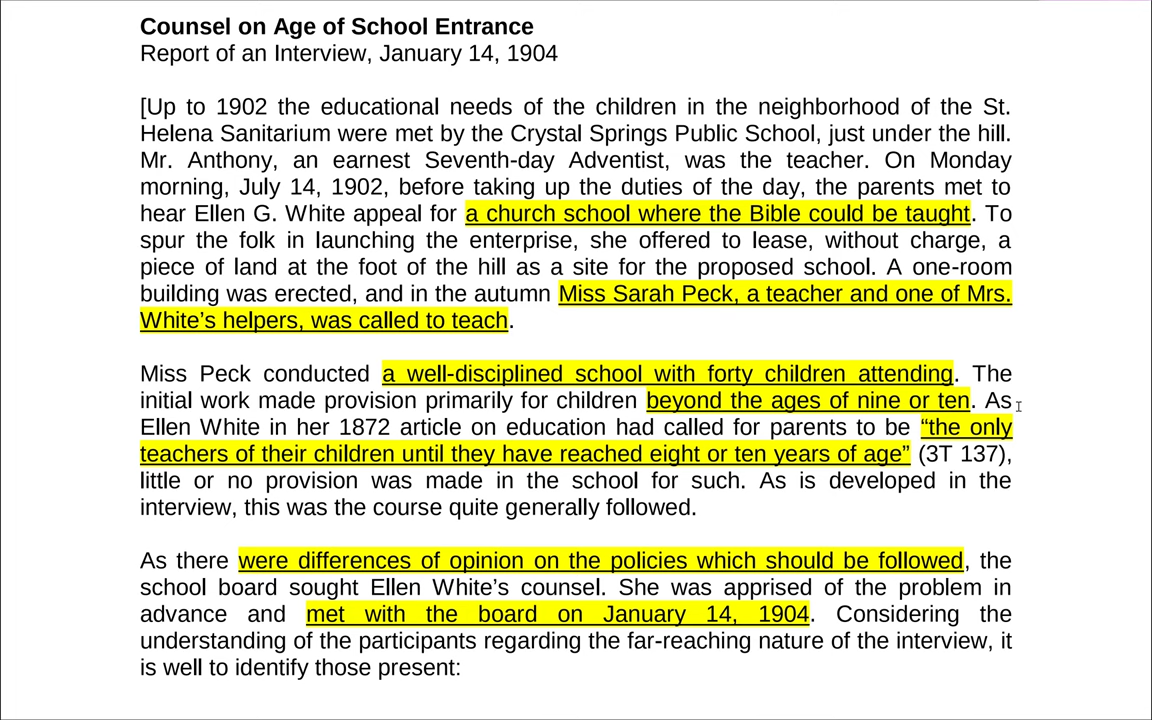 Counsel on Age of School Entrance
Report of an Interview, January 14, 1904
[Up to 1902 the educational needs of the children in the neighborhood of the St.
Helena Sanitarium were met by the Crystal Springs Public School, just under the hill.
Mr. Anthony, an earnest Seventh-day Adventist, was the teacher. On Monday
morning, July 14, 1902, before taking up the duties of the day, the parents met to
hear Ellen G. White appeal for a church school where the Bible could be taught. To
spur the folk in launching the enterprise, she offered to lease, without charge, a
piece of land at the foot of the hill as a site for the proposed school. A one-room
building was erected, and in the autumn Miss Sarah Peck, a teacher and one of Mrs.
White’s helpers, was called to teach.
Miss Peck conducted a well-disciplined school with forty children attending. The
initial work made provision primarily for children beyond the ages of nine or ten. As
Ellen White in her 1872 article on education had called for parents to be “the only
teachers of their children until they have reached eight or ten years of age” (3T 137),
little or no provision was made in the school for such. As is developed in the
interview, this was the course quite generally followed.
As there were differences of opinion on the policies which should be followed, the
school board sought Ellen White’s counsel. She was apprised of the problem in
advance and met with the board on January 14, 1904. Considering the
understanding of the participants regarding the far-reaching nature of the interview, it
is well to identify those present: